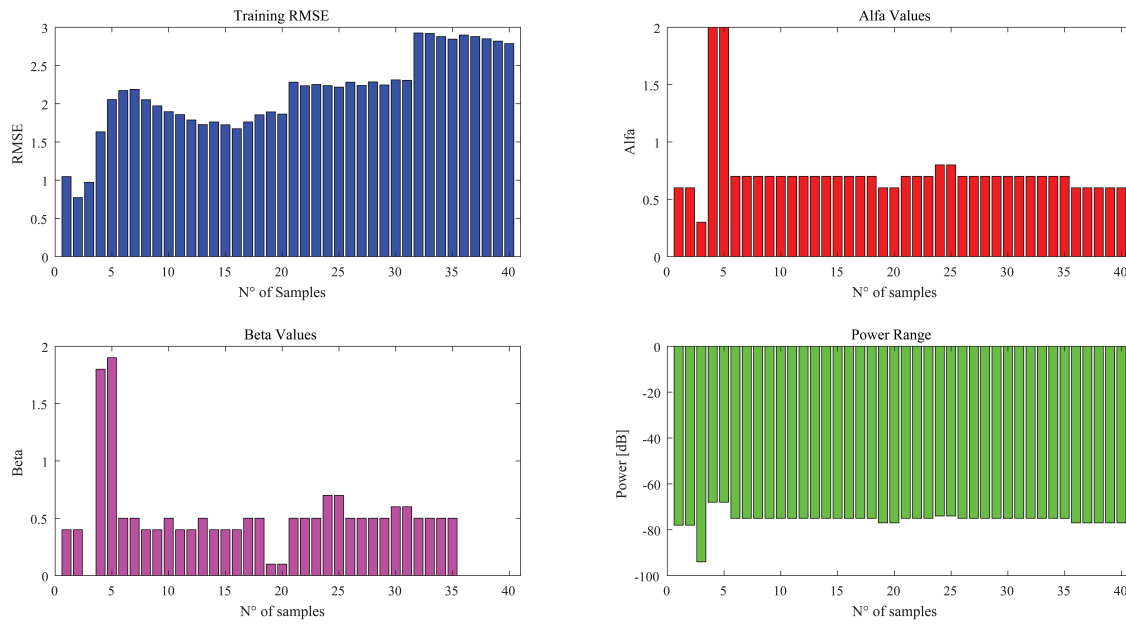 Training RMSE
3
2.5
2
1.5
1
0.5
0
RMSE
0 5 10 15 20 25 30 35 40
N° of Samples
Alfa Values
2
1.5
1
0.5
0
Alfa
0 5 10 15 20 25 30 35 40
N° of samples
Beta Values
2
1.5
1
0.5
0
Beta
0 5 10 15 20 25 30 35 40
N° of samples
Power Range
0
-20
-40
-60
-80
-100
Power [dB]
0 5 10 15 20 25 30 35 40
N° of samples